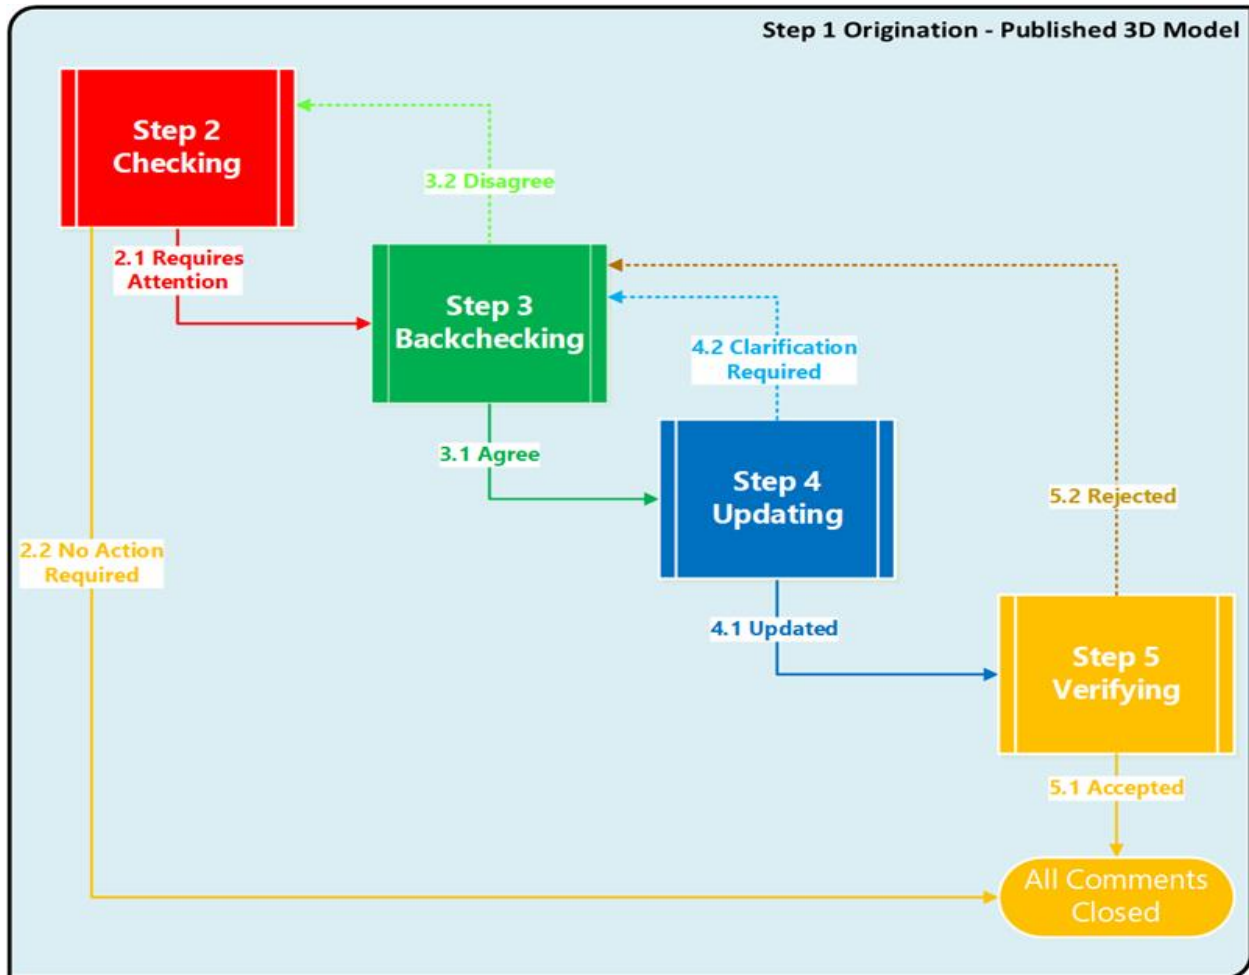 Step 1 Origination - Published 3D Model
Step 2
Checking
3.2 Disagree
2.1 Requires
Attention
Step 3
Backchecking
4.2 Clarification
Required
3.1 Agree
Step 4
Updating
5.2 Rejected
2.2 No Action
Required
4.1 Updated
Step 5
Verifying
5.1 Accepted
All Comments
Closed